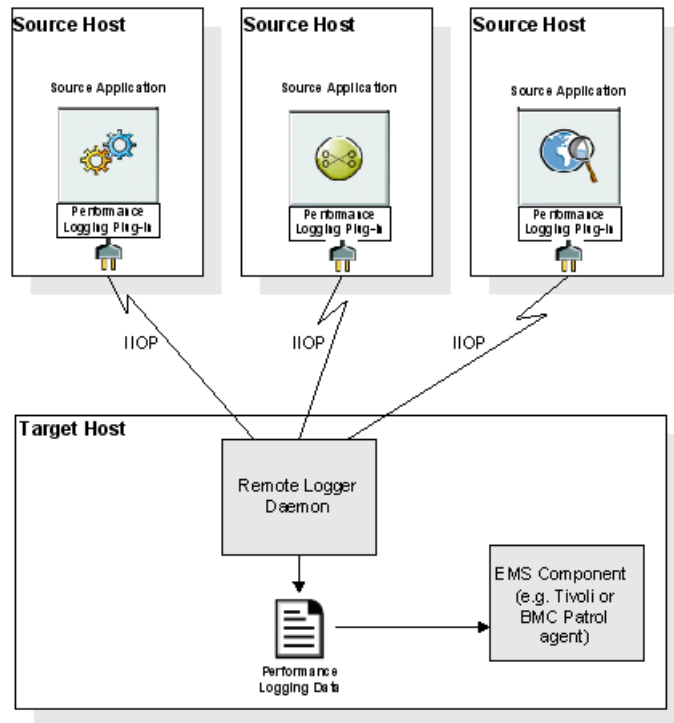 Source Host
Source Host
Source Host
Source Application
Source Application
Source Application
Performance
Logging Plug-In
Performance
Logging Plug-In
Performance
Logging Plug-In
IIOP
IIOP
IIOP
Target Host
Remote Logger
Daemon
EMS Component
(e.g. Tivoli or
BMC Patrol
agent)
Performance
Logging Data